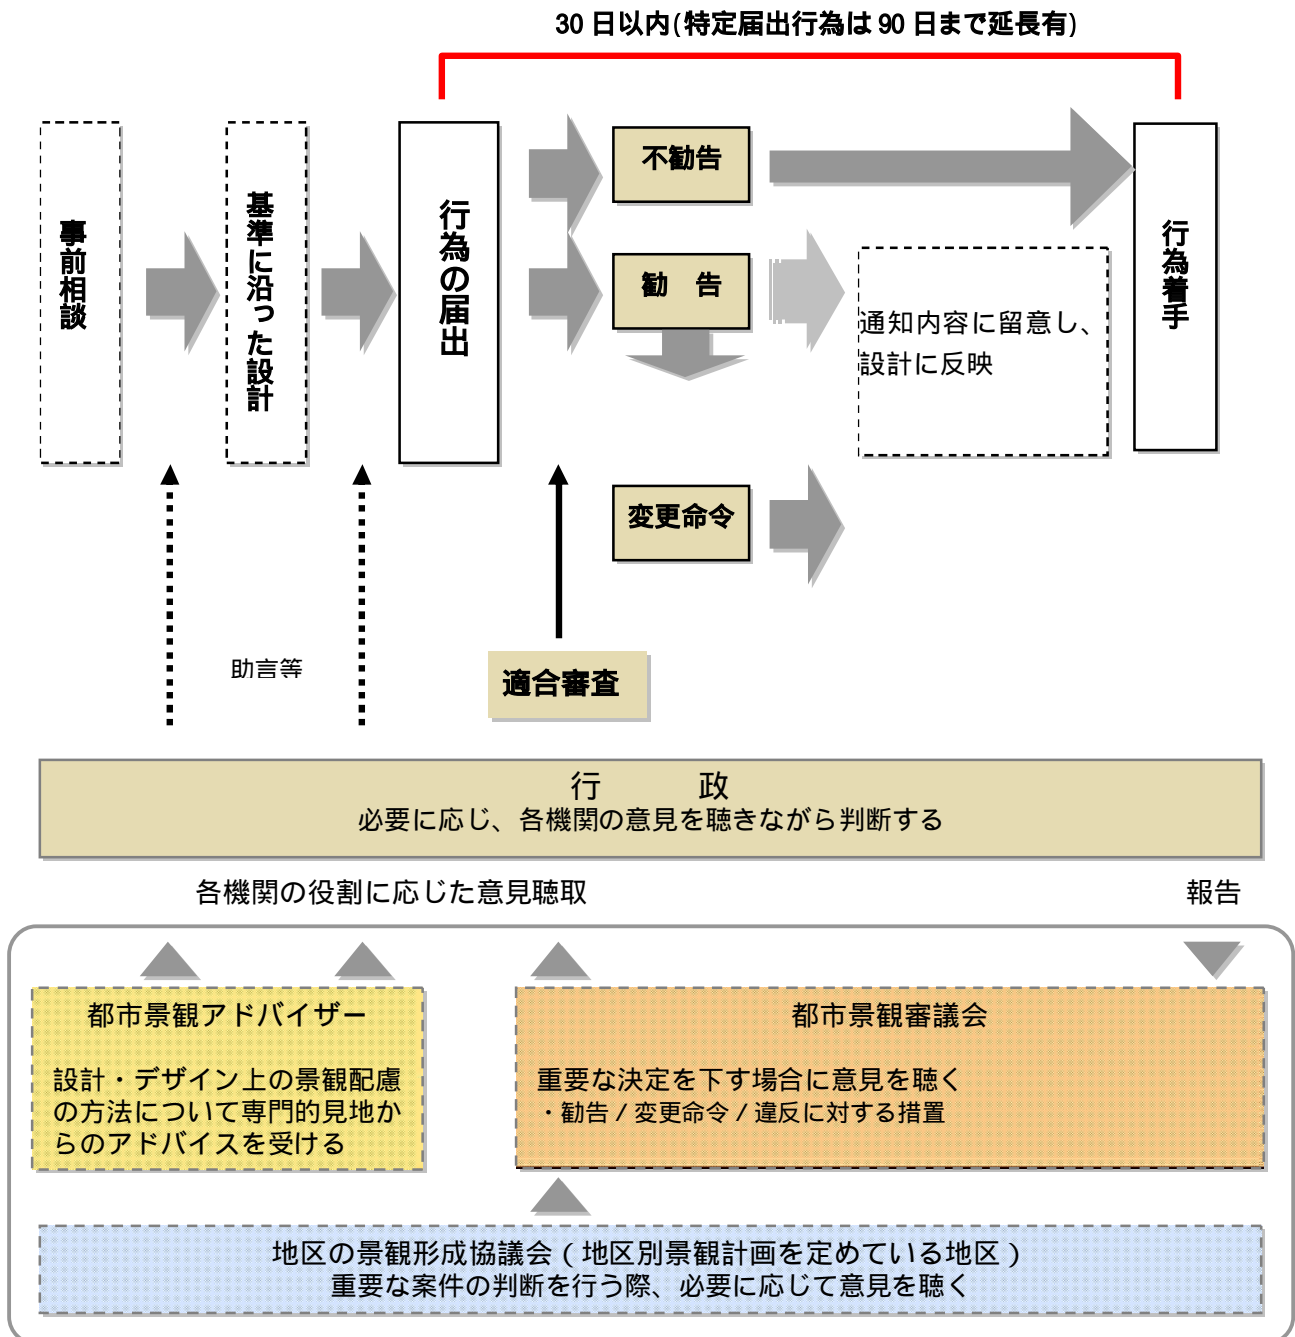 30日以内(特定届出行為は90日まで延長有)
事前相談
基準に沿った設計
行為の届出
不勧告
勧 告
変更命令
通知内容に留意し、
設計に反映
行為着手
助言等
適合審査
行 政
必要に応じ、各機関の意見を聴きながら判断する
各機関の役割に応じた意見聴取
報告
都市景観アドバイザー
設計・デザイン上の景観配慮
の方法について専門的見地か
らのアドバイスを受ける
都市景観審議会
重要な決定を下す場合に意見を聴く
・勧告/変更命令/違反に対する措置
地区の景観形成協議会(地区別景観計画を定めている地区)
重要な案件の判断を行う際、必要に応じて意見を聴く